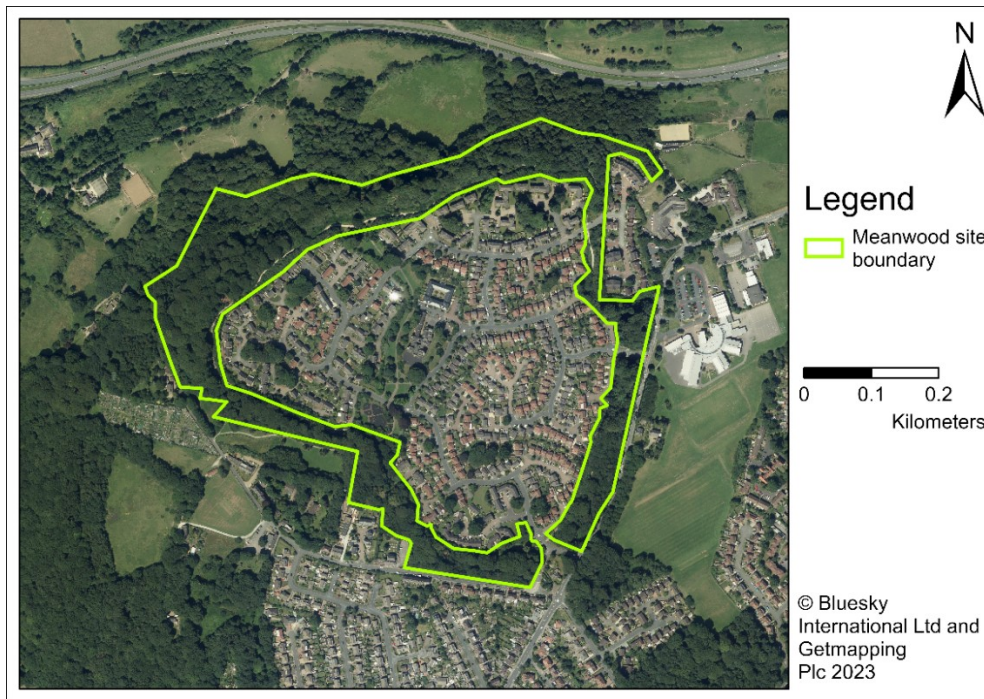 N
Legend
Meanwood site
boundary
0 0.1 0.2
Kilometers
© Bluesky
International Ltd and
Getmapping
Plc 2023